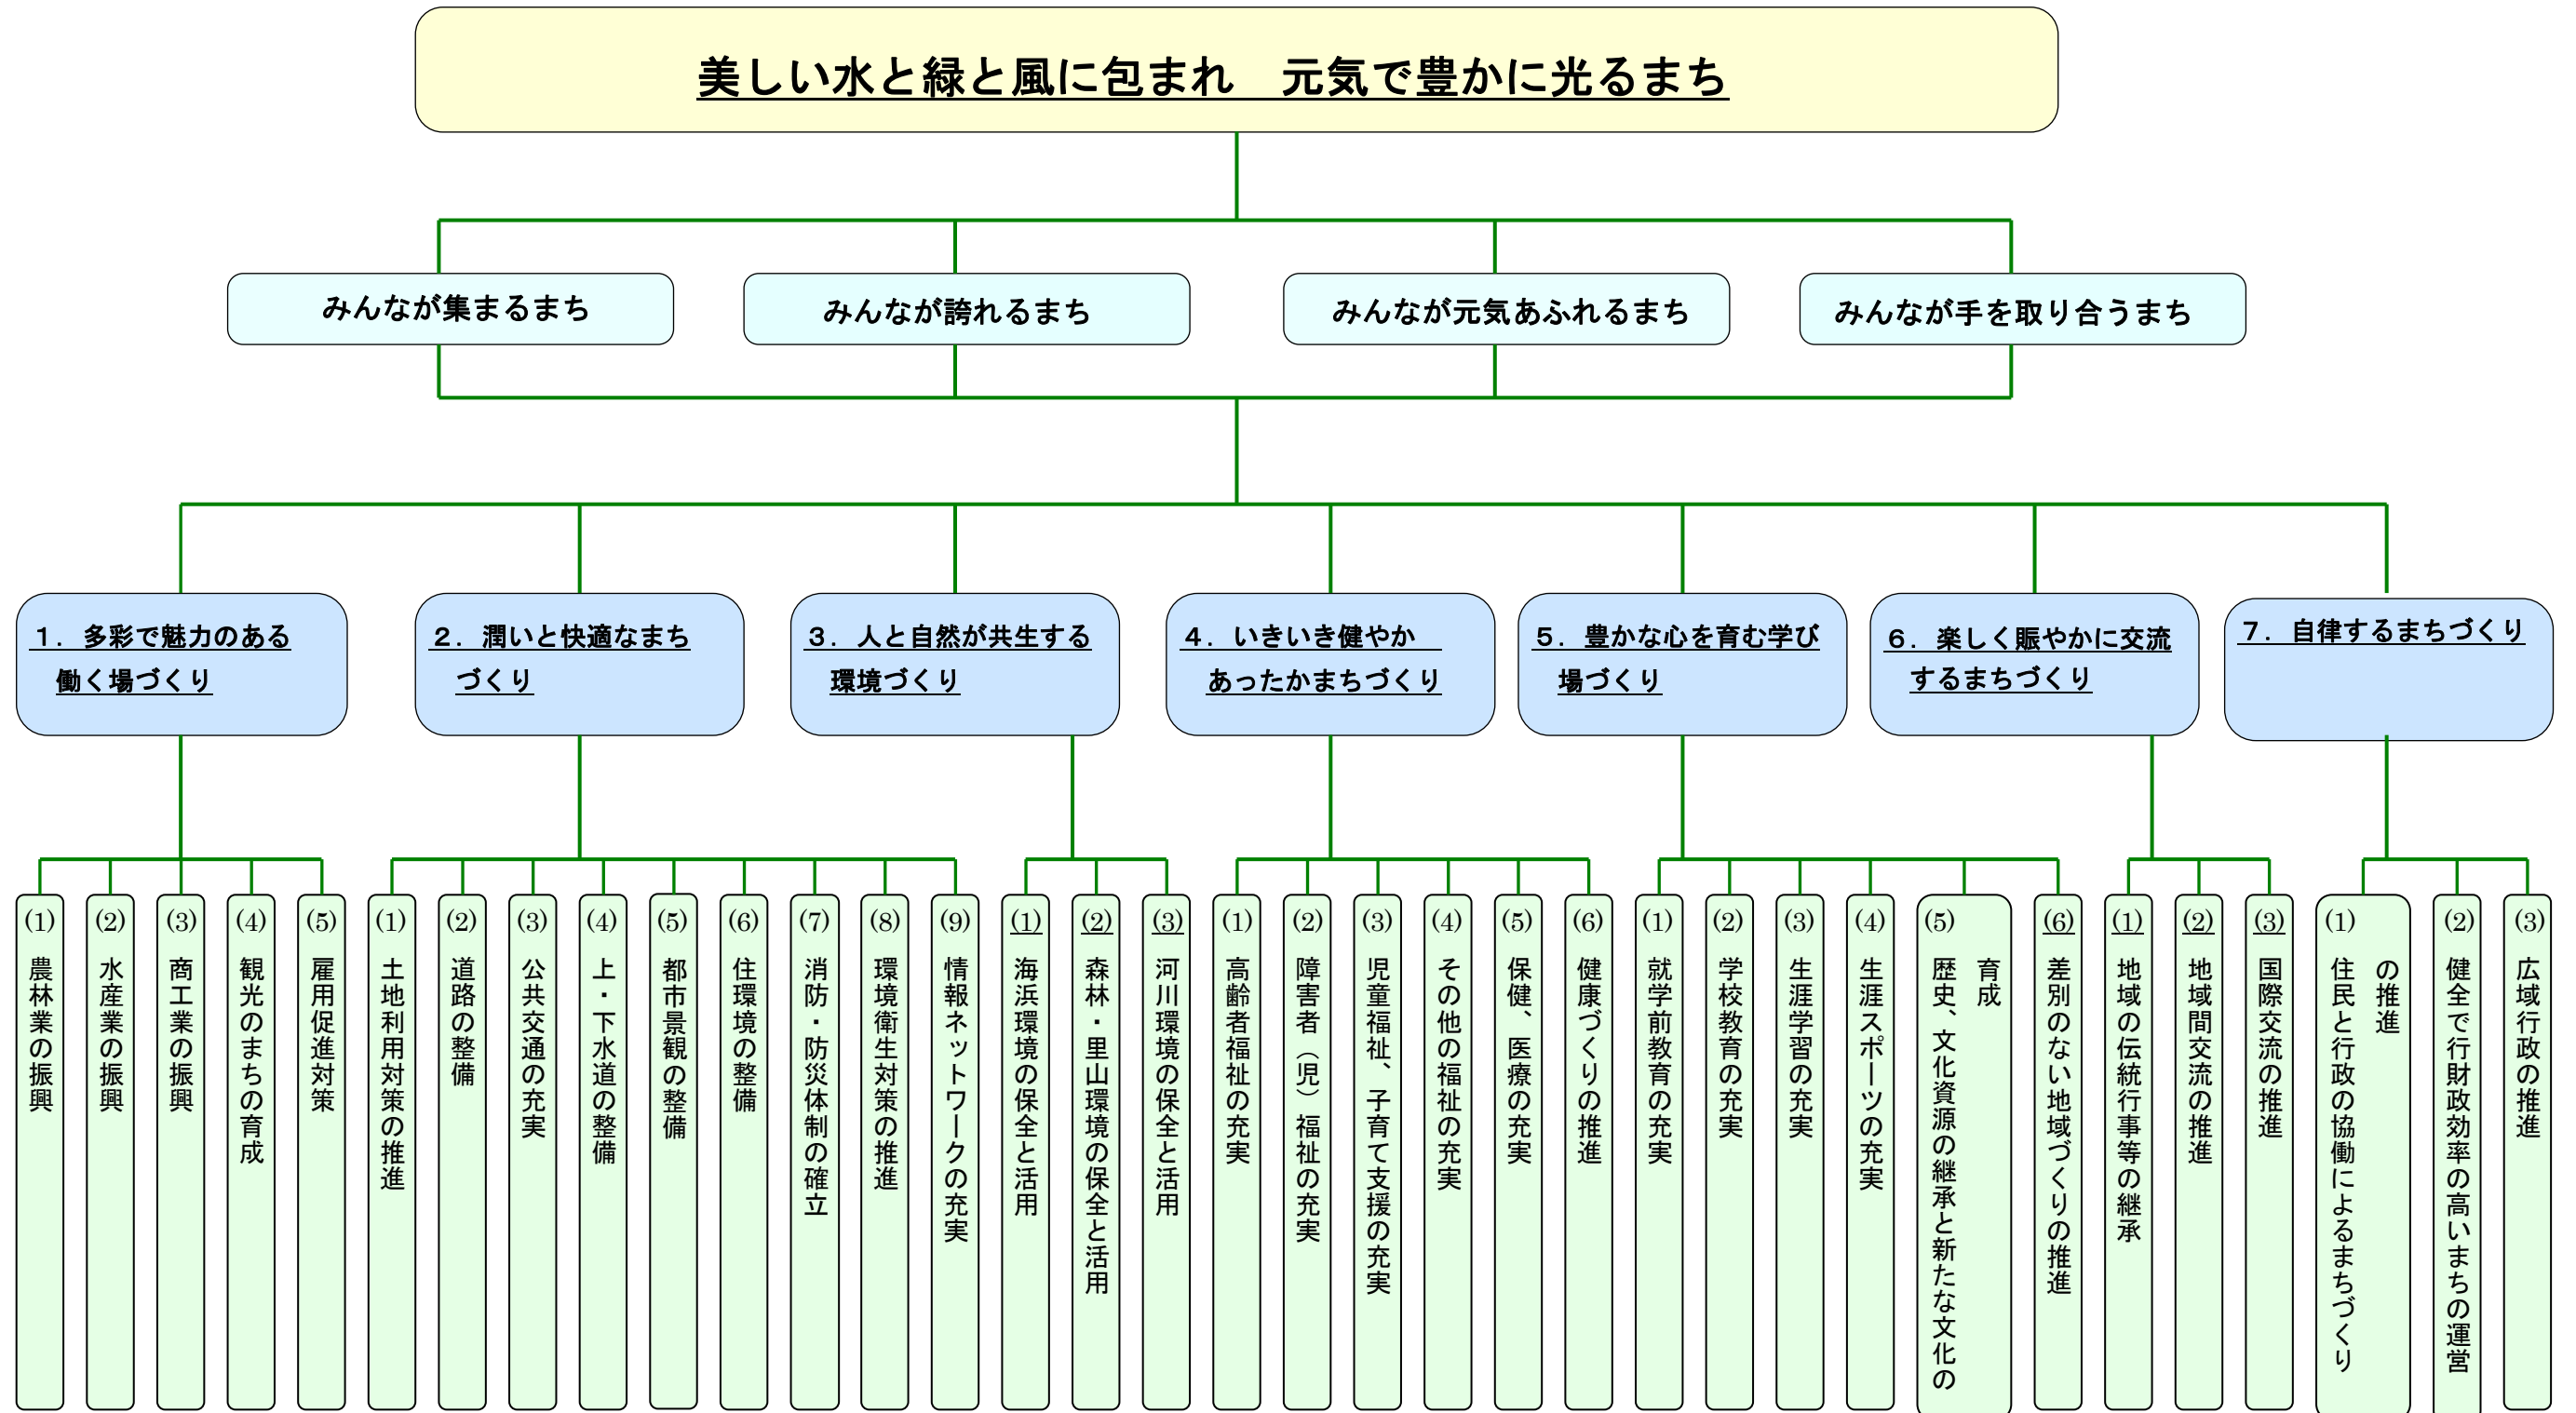 美しい水と緑と風に包まれ　元気で豊かに光るまち
みんなが集まるまち
みんなが誇れるまち
みんなが元気あふれるまち
みんなが手を取り合うまち
１．多彩で魅力のある
働く場づくり
２．潤いと快適なまち
づくり
３．人と自然が共生する
環境づくり
４．いきいき健やか
あったかまちづくり
５．豊かな心を育む学び
場づくり
６．楽しく賑やかに交流
するまちづくり
７．自律するまちづくり
(1) 農林業の振興
(2) 水産業の振興
(3) 商工業の振興
(4) 観光のまちの育成
(5) 雇用促進対策
(1) 土地利用対策の推進
(2) 道路の整備
(3) 公共交通の充実
(4) 上・下水道の整備
(5) 都市景観の整備
(6) 住環境の整備
(7) 消防・防災体制の確立
(8) 環境衛生対策の推進
(9) 情報ネットワークの充実
(1) 海浜環境の保全と活用
(2) 森林・里山環境の保全と活用
(3) 河川環境の保全と活用
(1) 高齢者福祉の充実
(2) 障害者（児）福祉の充実
(3) 児童福祉、子育て支援の充実
(4) その他の福祉の充実
(5) 保健、医療の充実
(6) 健康づくりの推進
(1) 就学前教育の充実
(2) 学校教育の充実
(3) 生涯学習の充実
(4) 生涯スポーツの充実
(5) 歴史、文化資源の継承と新たな文化の
育成
(6) 差別のない地域づくりの推進
(1) 地域の伝統行事等の継承
(2) 地域間交流の推進
(3) 国際交流の推進
(1) 住民と行政の協働によるまちづくり
の推進
(2) 健全で行財政効率の高いまちの運営
(3) 広域行政の推進